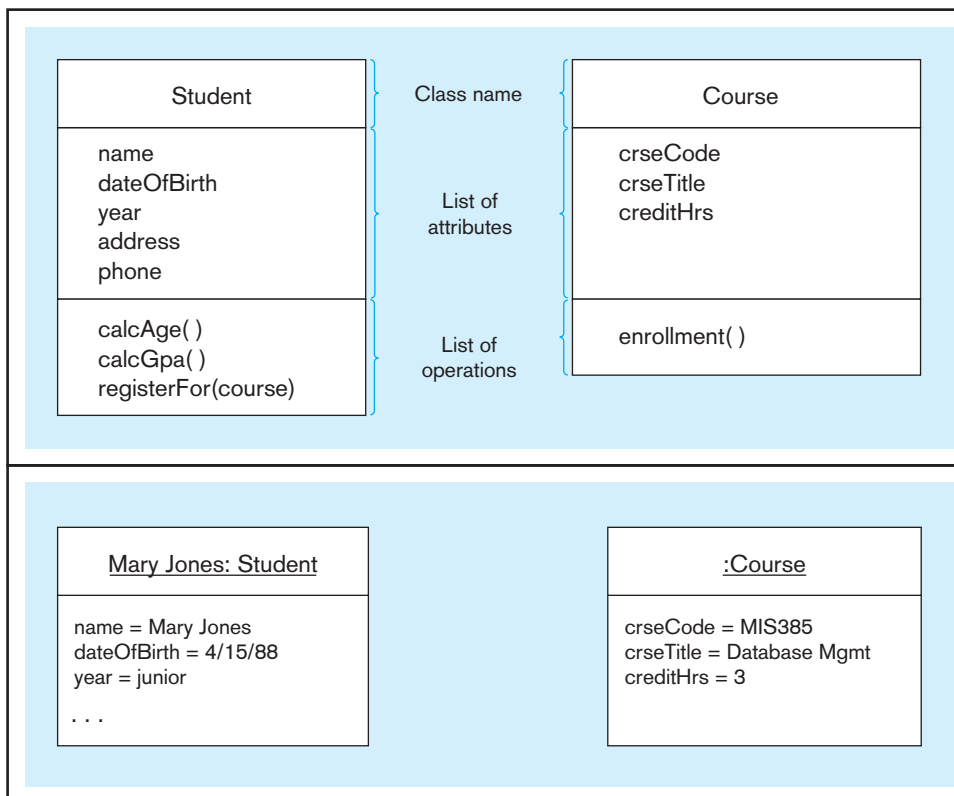 Student
Class name
Course
name
dateOfBirth
year
address
phone
List of
attributes
crseCode
crseTitle
creditHrs
calcAge( )
calcGpa( )
registerFor(course)
List of
operations
enrollment( )
Mary Jones: Student
name = Mary Jones
dateOfBirth = 4/15/88
year = junior
. . .
:Course
crseCode = MIS385
crseTitle = Database Mgmt
creditHrs = 3